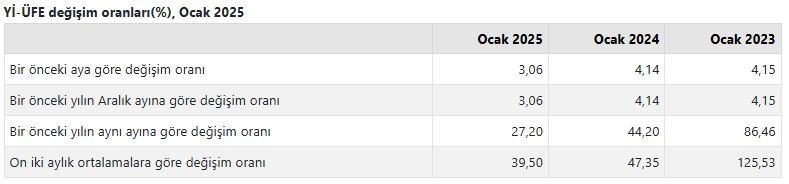 Yİ-ÜFE değişim oranları(%), Ocak 2025
Ocak 2025 Ocak 2024 Ocak 2023
Bir önceki aya göre değişim oranı 3,06 4,14 4,15
Bir önceki yılın Aralık ayına göre değişim oranı 3,06 4,14 4,15
Bir önceki yılın aynı ayına göre değişim oranı 27,20 44,20 86,46
On iki aylık ortalamalara göre değişim oranı 39,50 47,35 125,53